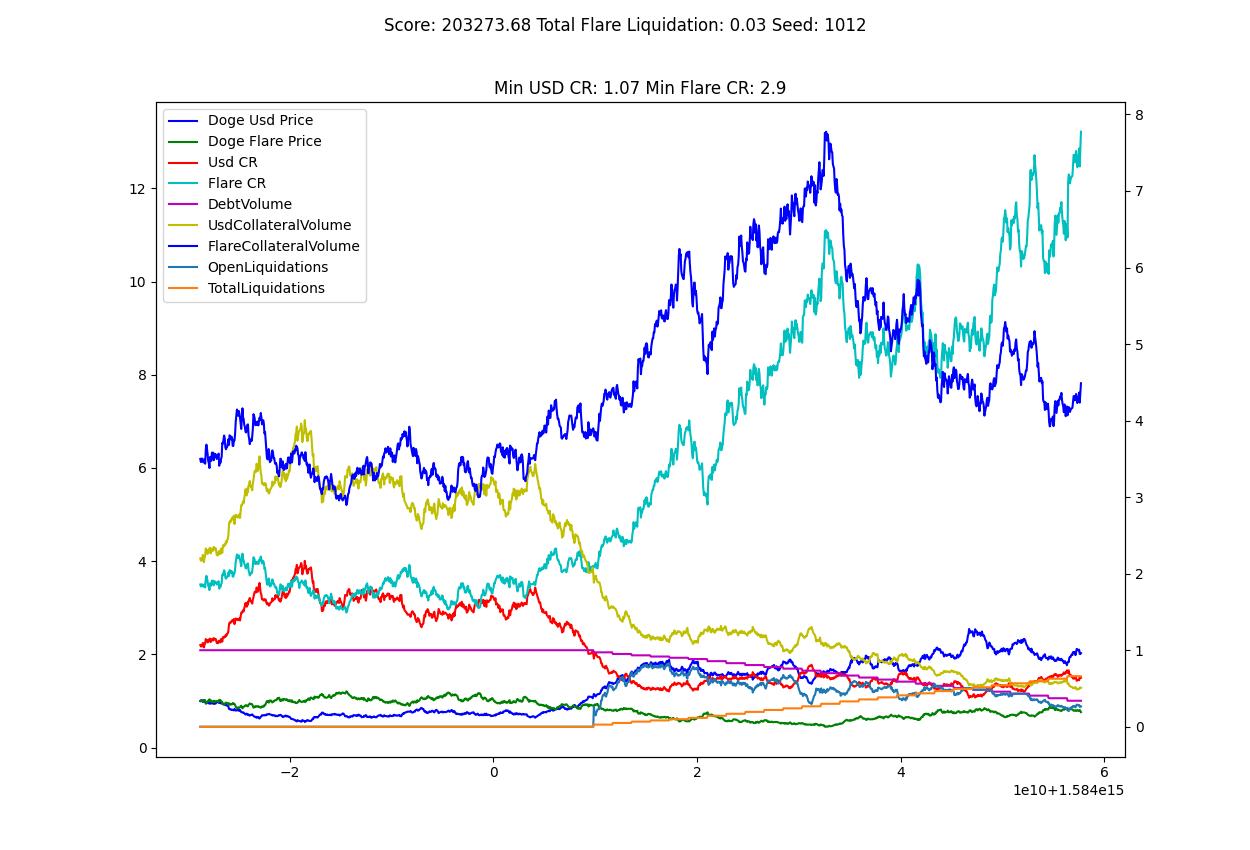 Score: 203273.68 Total Flare Liquidation: 0.03 Seed: 1012
Min USD CR: 1.07 Min Flare CR: 2.9
Doge Usd Price
Doge Flare Price
Usd CR
Flare CR
DebtVolume
UsdCollateralVolume
FlareCollateralVolume
OpenLiquidations
TotalLiquidations
12
10
8
6
4
2
0
8
7
6
5
4
3
2
1
0
−2 0 2 4 6
1e10+1.584e15